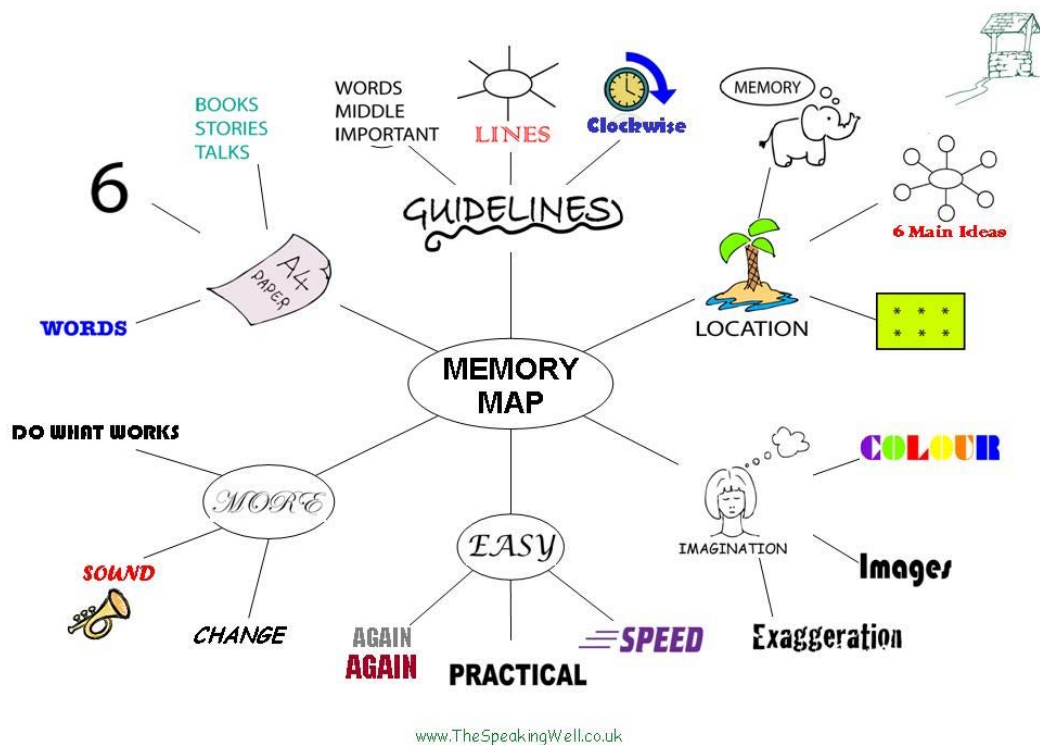 MEMORY
MAP
GUIDELINES
WORDS
MIDDLE
IMPORTANT
LINES
Clockwise
LOCATION
MEMORY
6 Main Ideas
* * *
* * *
IMAGINATION
COLOUR
Images
Exaggeration
EASY
SPEED
PRACTICAL
AGAIN
AGAIN
MORE
CHANGE
SOUND
DO WHAT WORKS
A4
PAPER
WORDS
6
BOOKS
STORIES
TALKS
www.TheSpeakingWell.co.uk